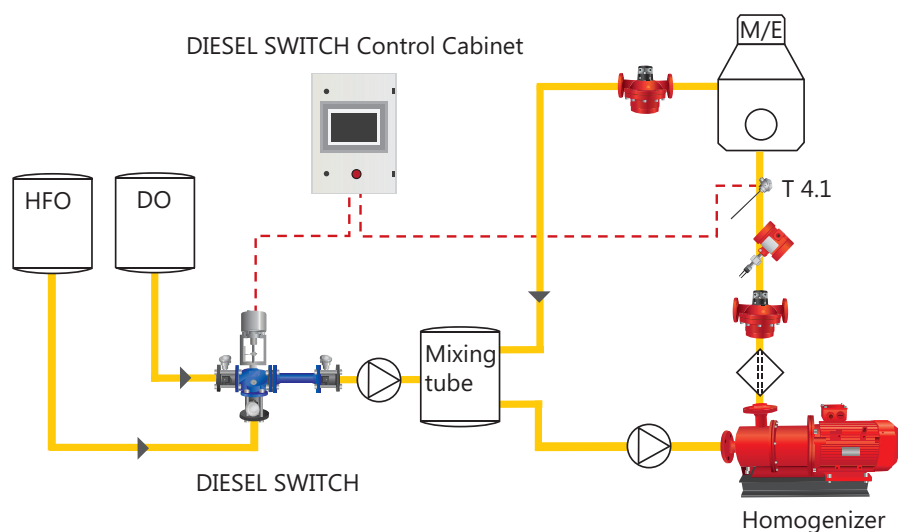 M/E
DIESEL SWITCH Control Cabinet
HFO
DO
T 4.1
Mixing
tube
DIESEL SWITCH
Homogenizer